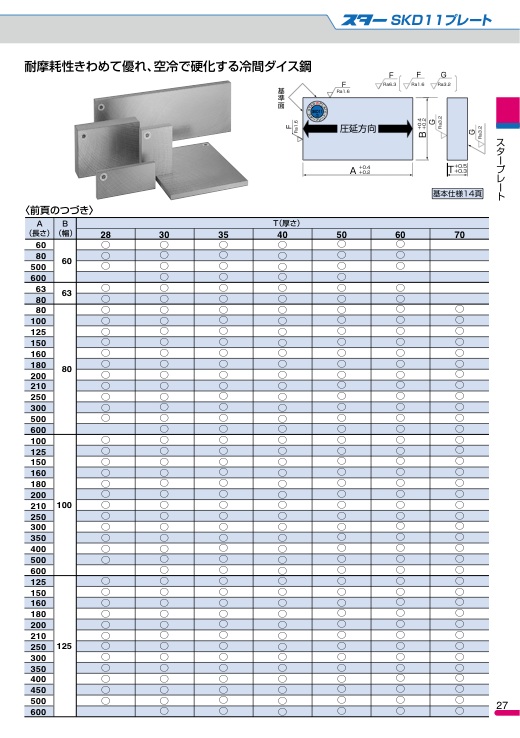 スター SKD11プレート
耐摩耗性きわめて優れ、空冷で硬化する冷間ダイス鋼
基準面
F
Ra1.6
F
Ra1.6
圧延方向
A +0.4 +0.2
B +0.4 +0.2
F F G
Ra6.3 Ra1.6 Ra3.2
G
Ra3.2
G
Ra3.2
T +0.5 +0.3
基本仕様14頁
スタープレート
〈前頁のつづき〉
A（長さ） B（幅） T（厚さ）
28 30 35 40 50 60 70
60 ○ ○ ○ ○ ○ ○
80 ○ ○ ○ ○ ○ ○
60
500 ○ ○ ○ ○ ○ ○
600 ○ ○ ○ ○
63 ○ ○ ○ ○ ○ ○
63
80 ○ ○ ○ ○ ○ ○
80 ○ ○ ○ ○ ○ ○ ○
100 ○ ○ ○ ○ ○ ○ ○
125 ○ ○ ○ ○ ○ ○ ○
150 ○ ○ ○ ○ ○ ○ ○
160 ○ ○ ○ ○ ○ ○ ○
180 ○ ○ ○ ○ ○ ○ ○
80
200 ○ ○ ○ ○ ○ ○ ○
210 ○ ○ ○ ○ ○ ○ ○
250 ○ ○ ○ ○ ○ ○ ○
300 ○ ○ ○ ○ ○ ○ ○
500 ○ ○ ○ ○ ○ ○ ○
600 ○ ○ ○ ○ ○ ○
100 ○ ○ ○ ○ ○ ○ ○
125 ○ ○ ○ ○ ○ ○ ○
150 ○ ○ ○ ○ ○ ○ ○
160 ○ ○ ○ ○ ○ ○ ○
180 ○ ○ ○ ○ ○ ○ ○
200 ○ ○ ○ ○ ○ ○ ○
210 100 ○ ○ ○ ○ ○ ○ ○
250 ○ ○ ○ ○ ○ ○ ○
300 ○ ○ ○ ○ ○ ○ ○
350 ○ ○ ○ ○ ○ ○ ○
400 ○ ○ ○ ○ ○ ○ ○
500 ○ ○ ○ ○ ○ ○ ○
600 ○ ○ ○ ○ ○ ○
125 ○ ○ ○ ○ ○ ○ ○
150 ○ ○ ○ ○ ○ ○ ○
160 ○ ○ ○ ○ ○ ○ ○
180 ○ ○ ○ ○ ○ ○ ○
200 ○ ○ ○ ○ ○ ○ ○
210 ○ ○ ○ ○ ○ ○ ○
250 125 ○ ○ ○ ○ ○ ○ ○
300 ○ ○ ○ ○ ○ ○ ○
350 ○ ○ ○ ○ ○ ○ ○
400 ○ ○ ○ ○ ○ ○ ○
450 ○ ○ ○ ○ ○ ○ ○
500 ○ ○ ○ ○ ○ ○ ○
600 ○ ○ ○ ○ ○ ○
27